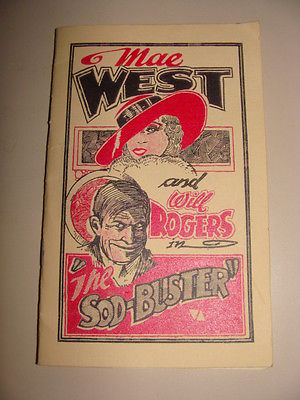 Mae
WEST
and
Will
ROGERS
in
"The
SOD-BUSTER"